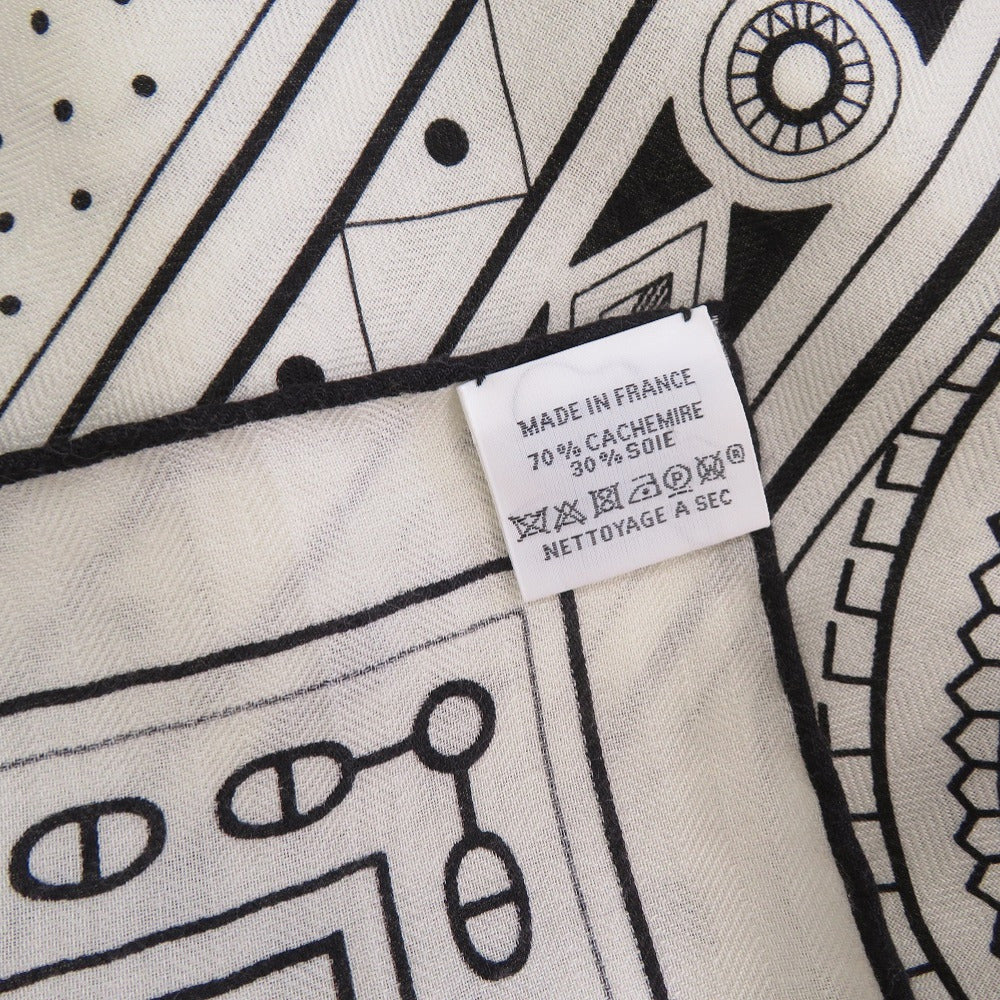 MADE IN FRANCE
70% CACHEMIRE
30% SOIE
P W ®
NETTOYAGE À SEC